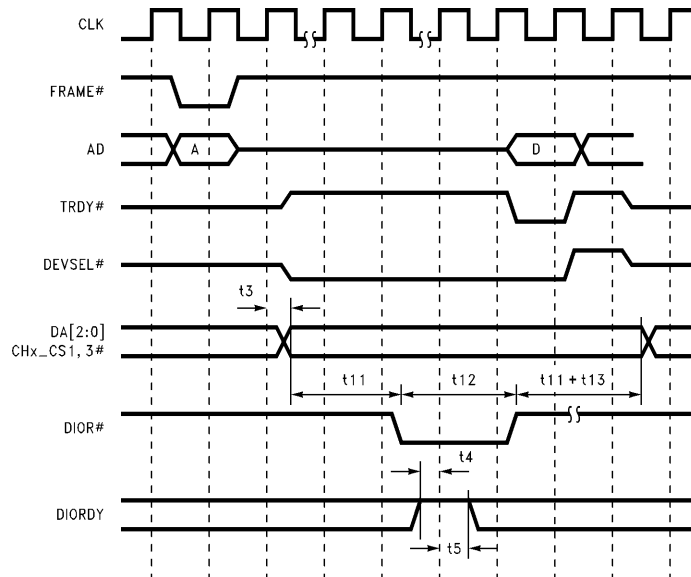 CLK
FRAME#
AD
A
D
TRDY#
DEVSEL#
t3
DA[2:0]
CHx_CS1,3#
t11
t12
t11+t13
DIOR#
t4
DIORDY
t5